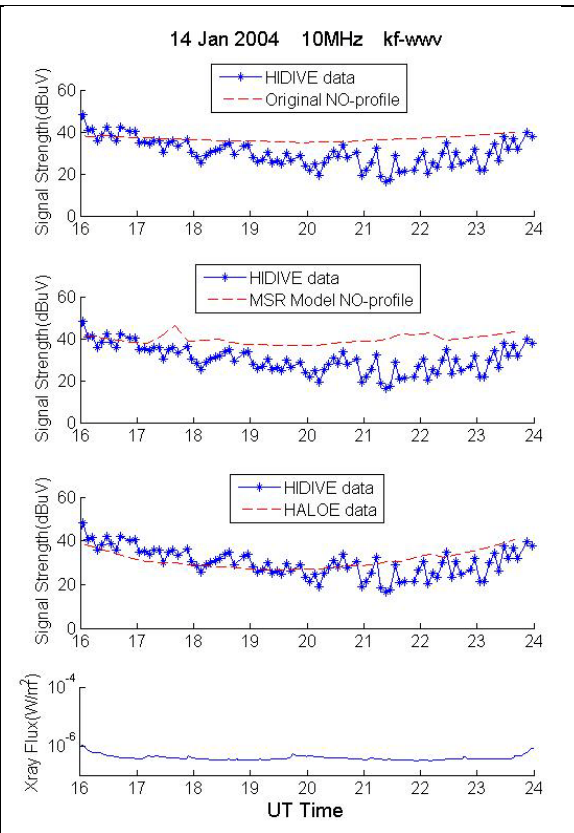 14 Jan 2004 10MHz kf-wwv
HIDIVE data
Original NO-profile
Signal Strength(dBuV)
60
40
20
0
16 17 18 19 20 21 22 23 24
HIDIVE data
MSR Model NO-profile
Signal Strength(dBuV)
60
40
20
0
16 17 18 19 20 21 22 23 24
HIDIVE data
HALOE data
Signal Strength(dBuV)
60
40
20
0
16 17 18 19 20 21 22 23 24
Xray Flux(W/m²)
10⁻⁴
10⁻⁶
16 17 18 19 20 21 22 23 24
UT Time